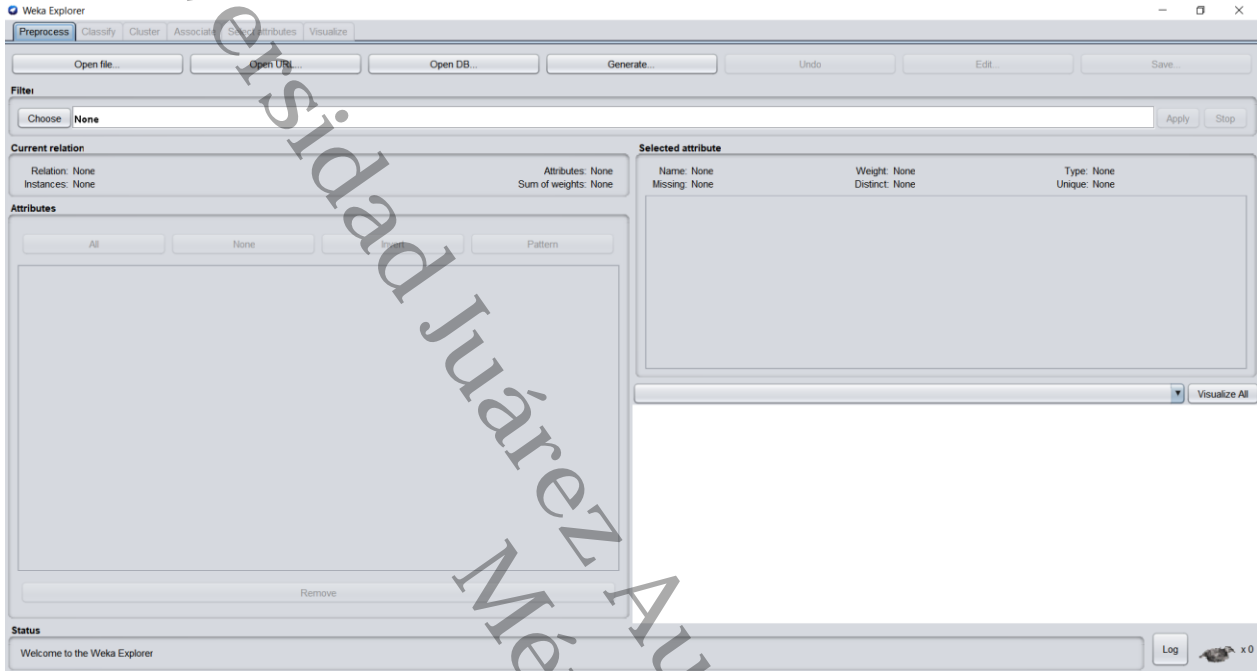 Weka Explorer
Preprocess Classify Cluster Associate Select attributes Visualize
Open file... Open URL... Open DB... Generate... Undo Edit... Save...
Filter
Choose None Apply Stop
Current relation
Relation: None Attributes: None
Instances: None Sum of weights: None
Selected attribute
Name: None Weight: None Type: None
Missing: None Distinct: None Unique: None
Attributes
All None Invert Pattern
Visualize All
Remove
Status
Welcome to the Weka Explorer
Log x 0
ersidad Juárez Au
Mé